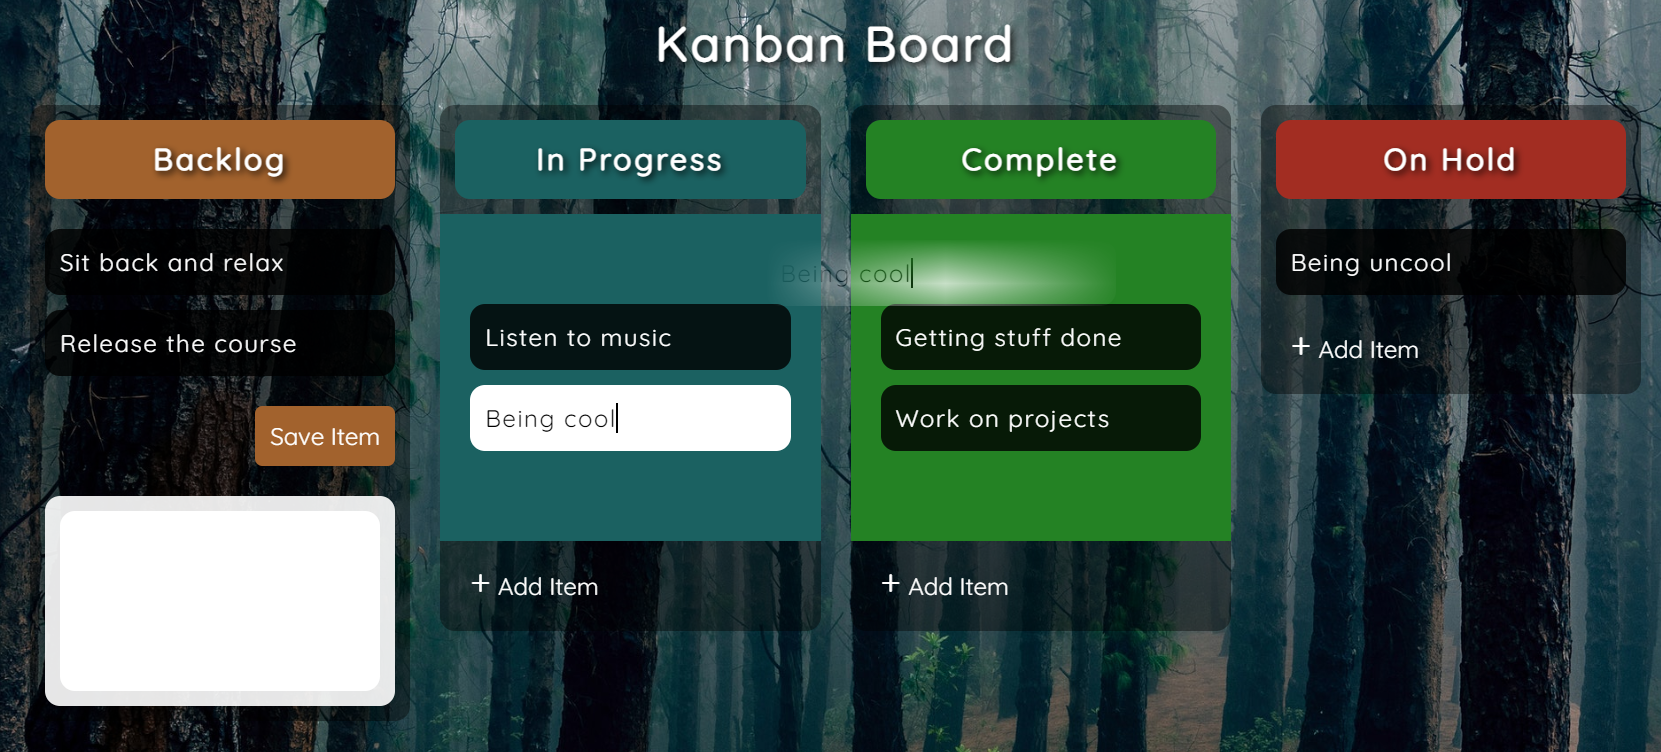 Kanban Board
Backlog
Sit back and relax
Release the course
Save Item
In Progress
Listen to music
Being cool
+ Add Item
Complete
Being cool
Getting stuff done
Work on projects
+ Add Item
On Hold
Being uncool
+ Add Item